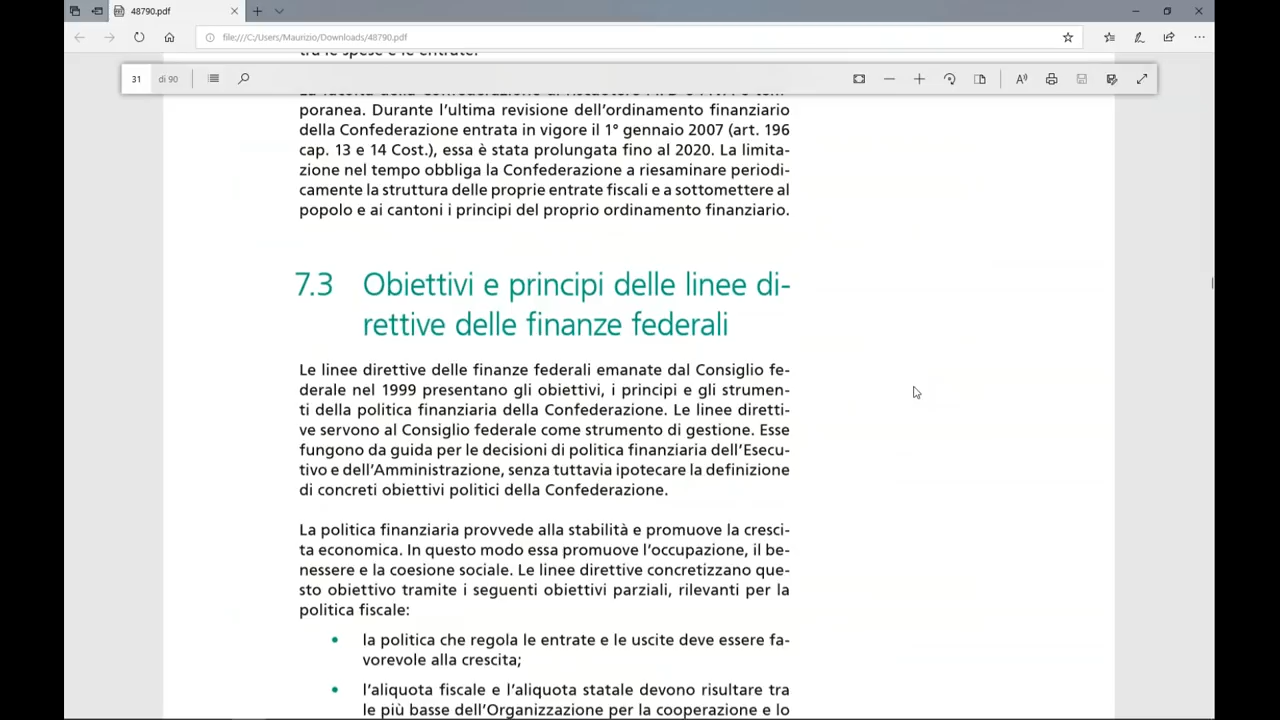 48790.pdf
file:///C:/Users/Maurizio/Downloads/48790.pdf
tra le spese e le entrate.
31 di 90
poranea. Durante l'ultima revisione dell'ordinamento finanziario
della Confederazione entrata in vigore il 1° gennaio 2007 (art. 196
cap. 13 e 14 Cost.), essa è stata prolungata fino al 2020. La limita-
zione nel tempo obbliga la Confederazione a riesaminare periodi-
camente la struttura delle proprie entrate fiscali e a sottomettere al
popolo e ai cantoni i principi del proprio ordinamento finanziario.
7.3 Obiettivi e principi delle linee di-
rettive delle finanze federali
Le linee direttive delle finanze federali emanate dal Consiglio fe-
derale nel 1999 presentano gli obiettivi, i principi e gli strumen-
ti della politica finanziaria della Confederazione. Le linee diretti-
ve servono al Consiglio federale come strumento di gestione. Esse
fungono da guida per le decisioni di politica finanziaria dell'Esecu-
tivo e dell'Amministrazione, senza tuttavia ipotecare la definizione
di concreti obiettivi politici della Confederazione.
La politica finanziaria provvede alla stabilità e promuove la cresci-
ta economica. In questo modo essa promuove l'occupazione, il be-
nessere e la coesione sociale. Le linee direttive concretizzano que-
sto obiettivo tramite i seguenti obiettivi parziali, rilevanti per la
politica fiscale:
• la politica che regola le entrate e le uscite deve essere fa-
vorevole alla crescita;
• l'aliquota fiscale e l'aliquota statale devono risultare tra
le più basse dell'Organizzazione per la cooperazione e lo